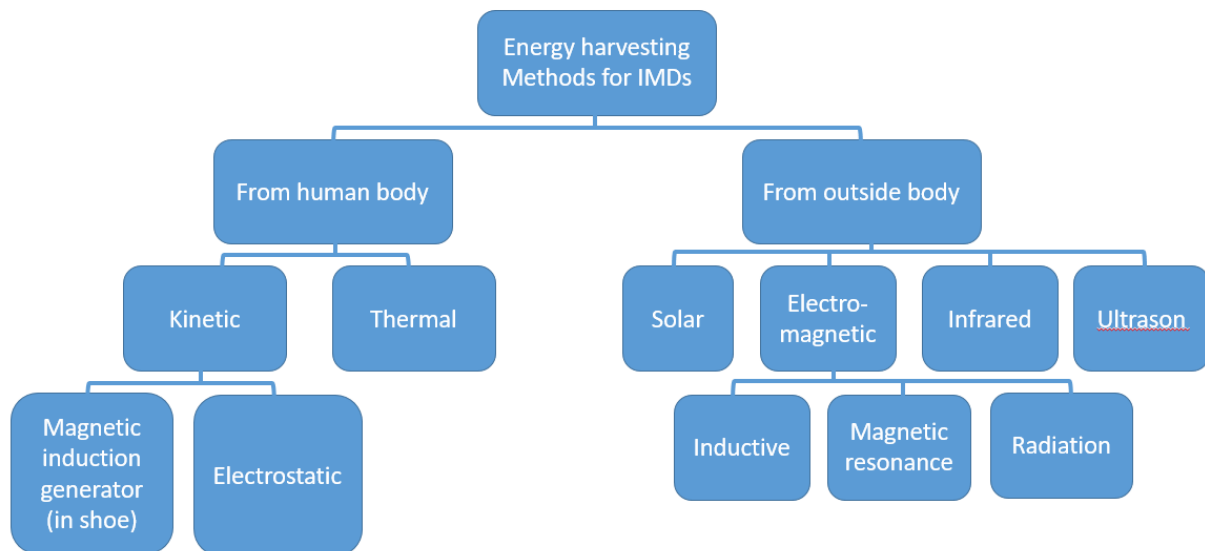 Energy harvesting
Methods for IMDs
From human body
From outside body
Kinetic
Thermal
Solar
Electro-
magnetic
Infrared
Ultrason
Magnetic
induction
generator
(in shoe)
Electrostatic
Inductive
Magnetic
resonance
Radiation